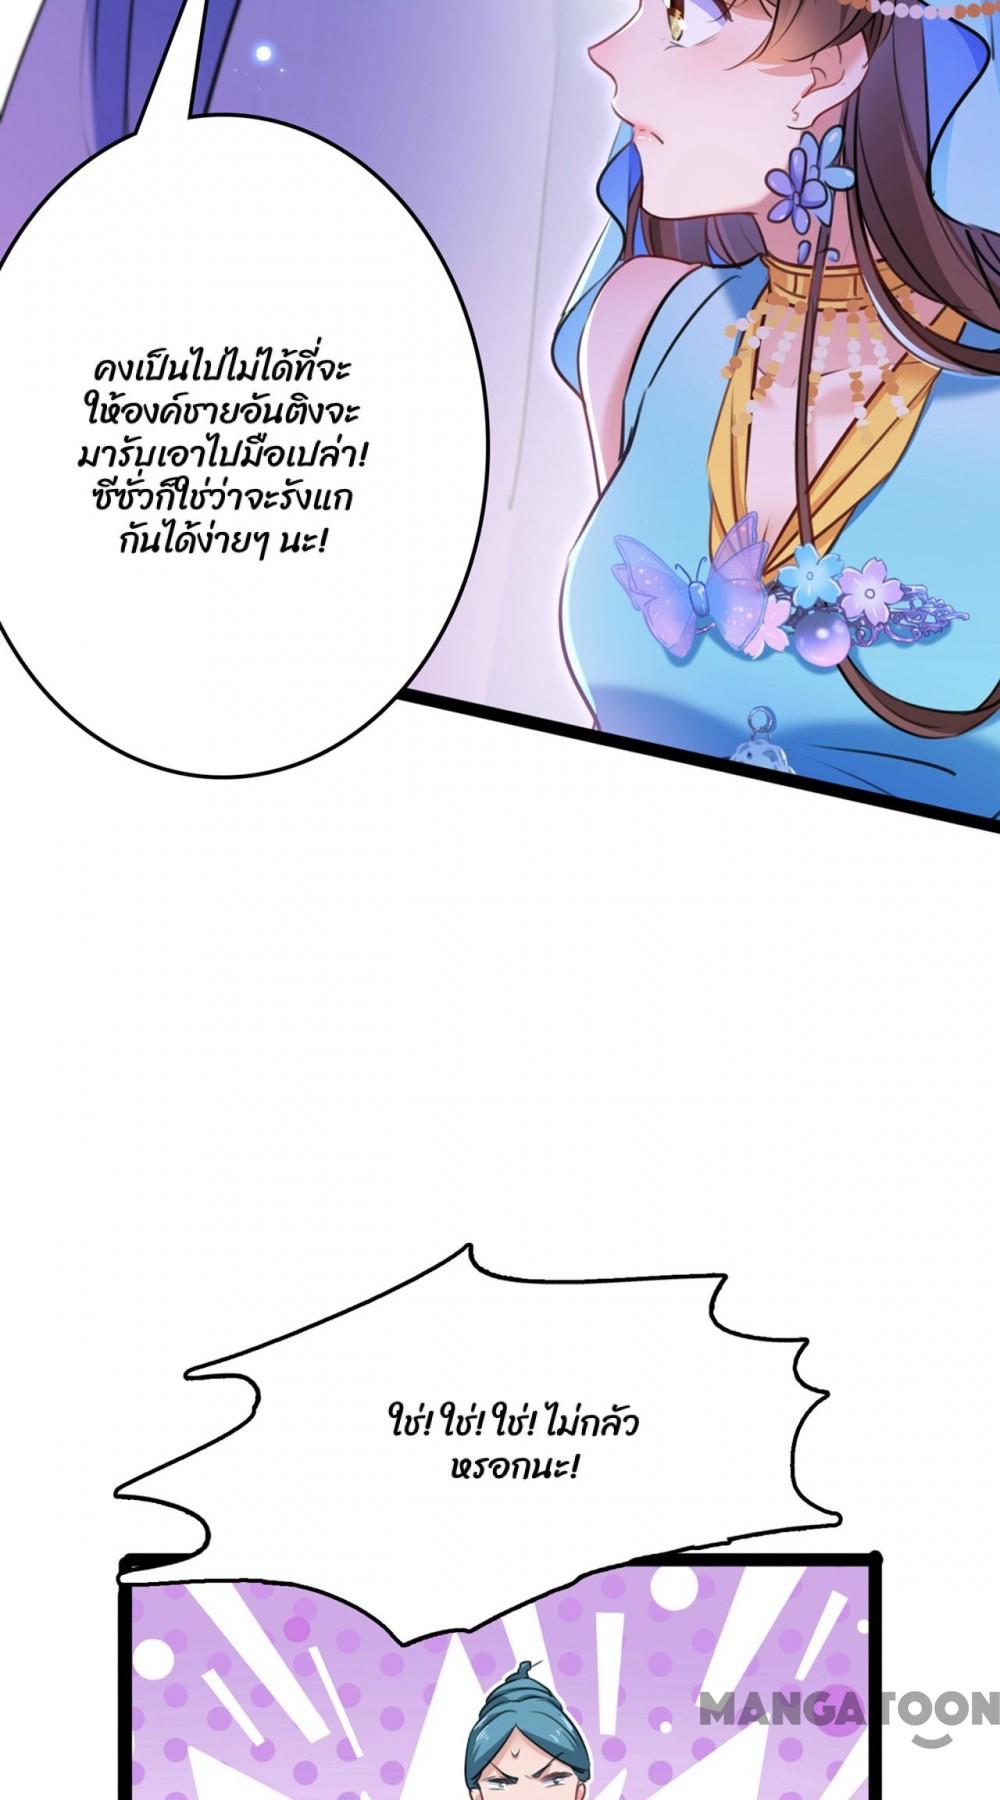 คงเป็นไปไม่ได้ที่จะ
ให้องค์ชายอันติงจะ
มารับเอาไปมือเปล่า!
ซีซั่วก็ใช่ว่าจะรังแก
กันได้ง่ายๆ นะ!
ใช่! ใช่! ใช่! ไม่กลัว
หรอกนะ!
MANGATOON